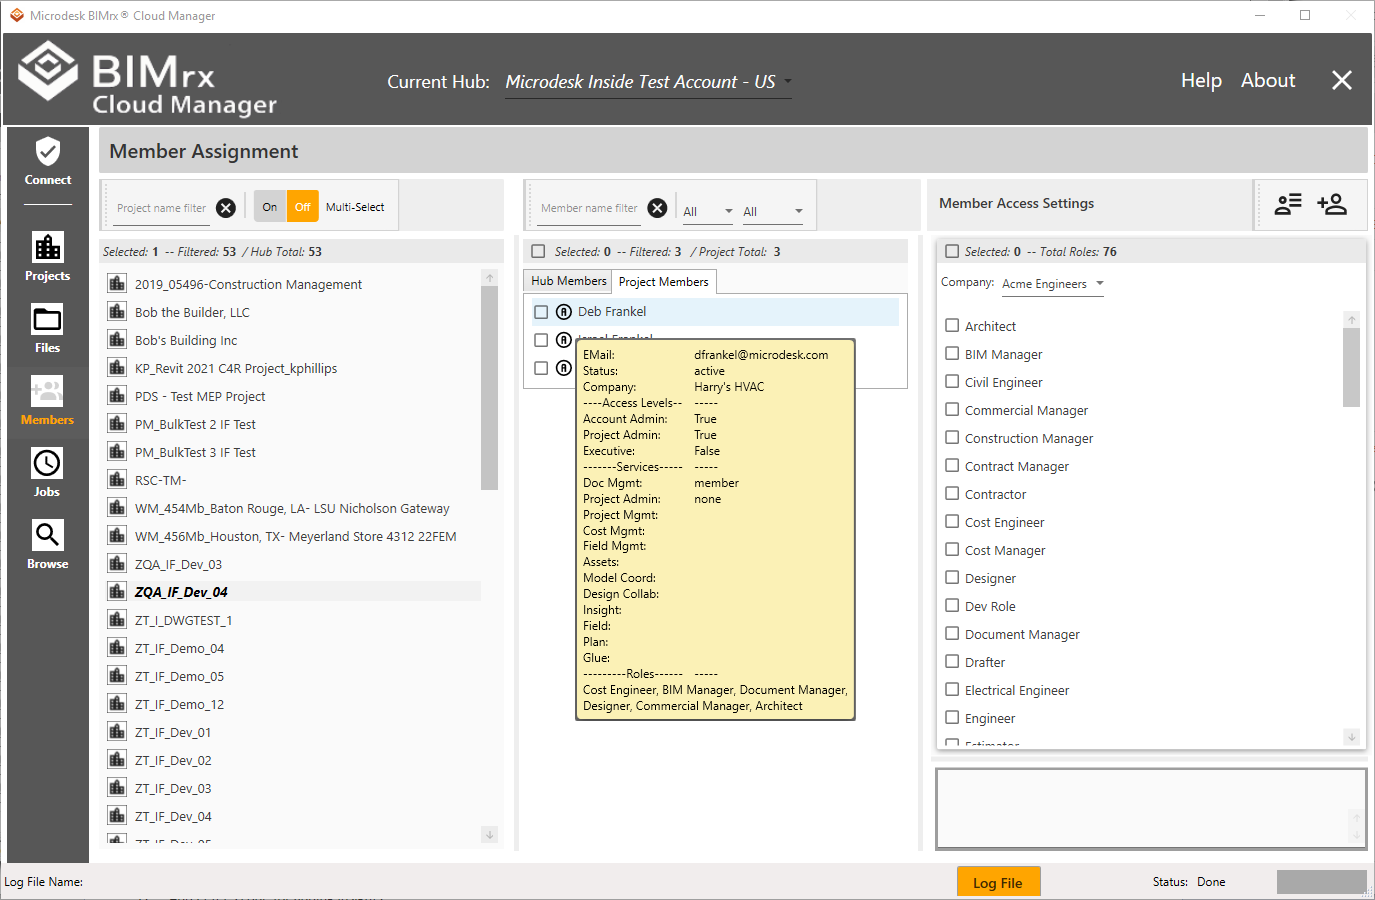 Microdesk BIMrx® Cloud Manager
BIMrx
Cloud Manager
Current Hub: Microdesk Inside Test Account - US
Help About
Connect
Projects
Files
Members
Jobs
Browse
Member Assignment
Project name filter On Off Multi-Select
Selected: 1 -- Filtered: 53 / Hub Total: 53
2019_05496-Construction Management
Bob the Builder, LLC
Bob's Building Inc
KP_Revit 2021 C4R Project_kphillips
PDS - Test MEP Project
PM_BulkTest 2 IF Test
PM_BulkTest 3 IF Test
RSC-TM-
WM_454Mb_Baton Rouge, LA- LSU Nicholson Gateway
WM_456Mb_Houston, TX- Meyerland Store 4312 22FEM
ZQA_IF_Dev_03
ZQA_IF_Dev_04
ZT_I_DWGTEST_1
ZT_IF_Demo_04
ZT_IF_Demo_05
ZT_IF_Demo_12
ZT_IF_Dev_01
ZT_IF_Dev_02
ZT_IF_Dev_03
ZT_IF_Dev_04
Member name filter All All
Selected: 0 -- Filtered: 3 / Project Total: 3
Hub Members Project Members
Deb Frankel
EMail: dfrankel@microdesk.com
Status: active
Company: Harry's HVAC
----Access Levels-- -----
Account Admin: True
Project Admin: True
Executive: False
-------Services----- -----
Doc Mgmt: member
Project Admin: none
Project Mgmt:
Cost Mgmt:
Field Mgmt:
Assets:
Model Coord:
Design Collab:
Insight:
Field:
Plan:
Glue:
---------Roles------ -----
Cost Engineer, BIM Manager, Document Manager,
Designer, Commercial Manager, Architect
Member Access Settings
Selected: 0 -- Total Roles: 76
Company: Acme Engineers
Architect
BIM Manager
Civil Engineer
Commercial Manager
Construction Manager
Contract Manager
Contractor
Cost Engineer
Cost Manager
Designer
Dev Role
Document Manager
Drafter
Electrical Engineer
Engineer
Estimator
Log File Name:
Log File
Status: Done